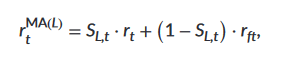 r_t^{MA(L)} = S_{L,t} · r_t + (1 − S_{L,t}) · r_{ft},